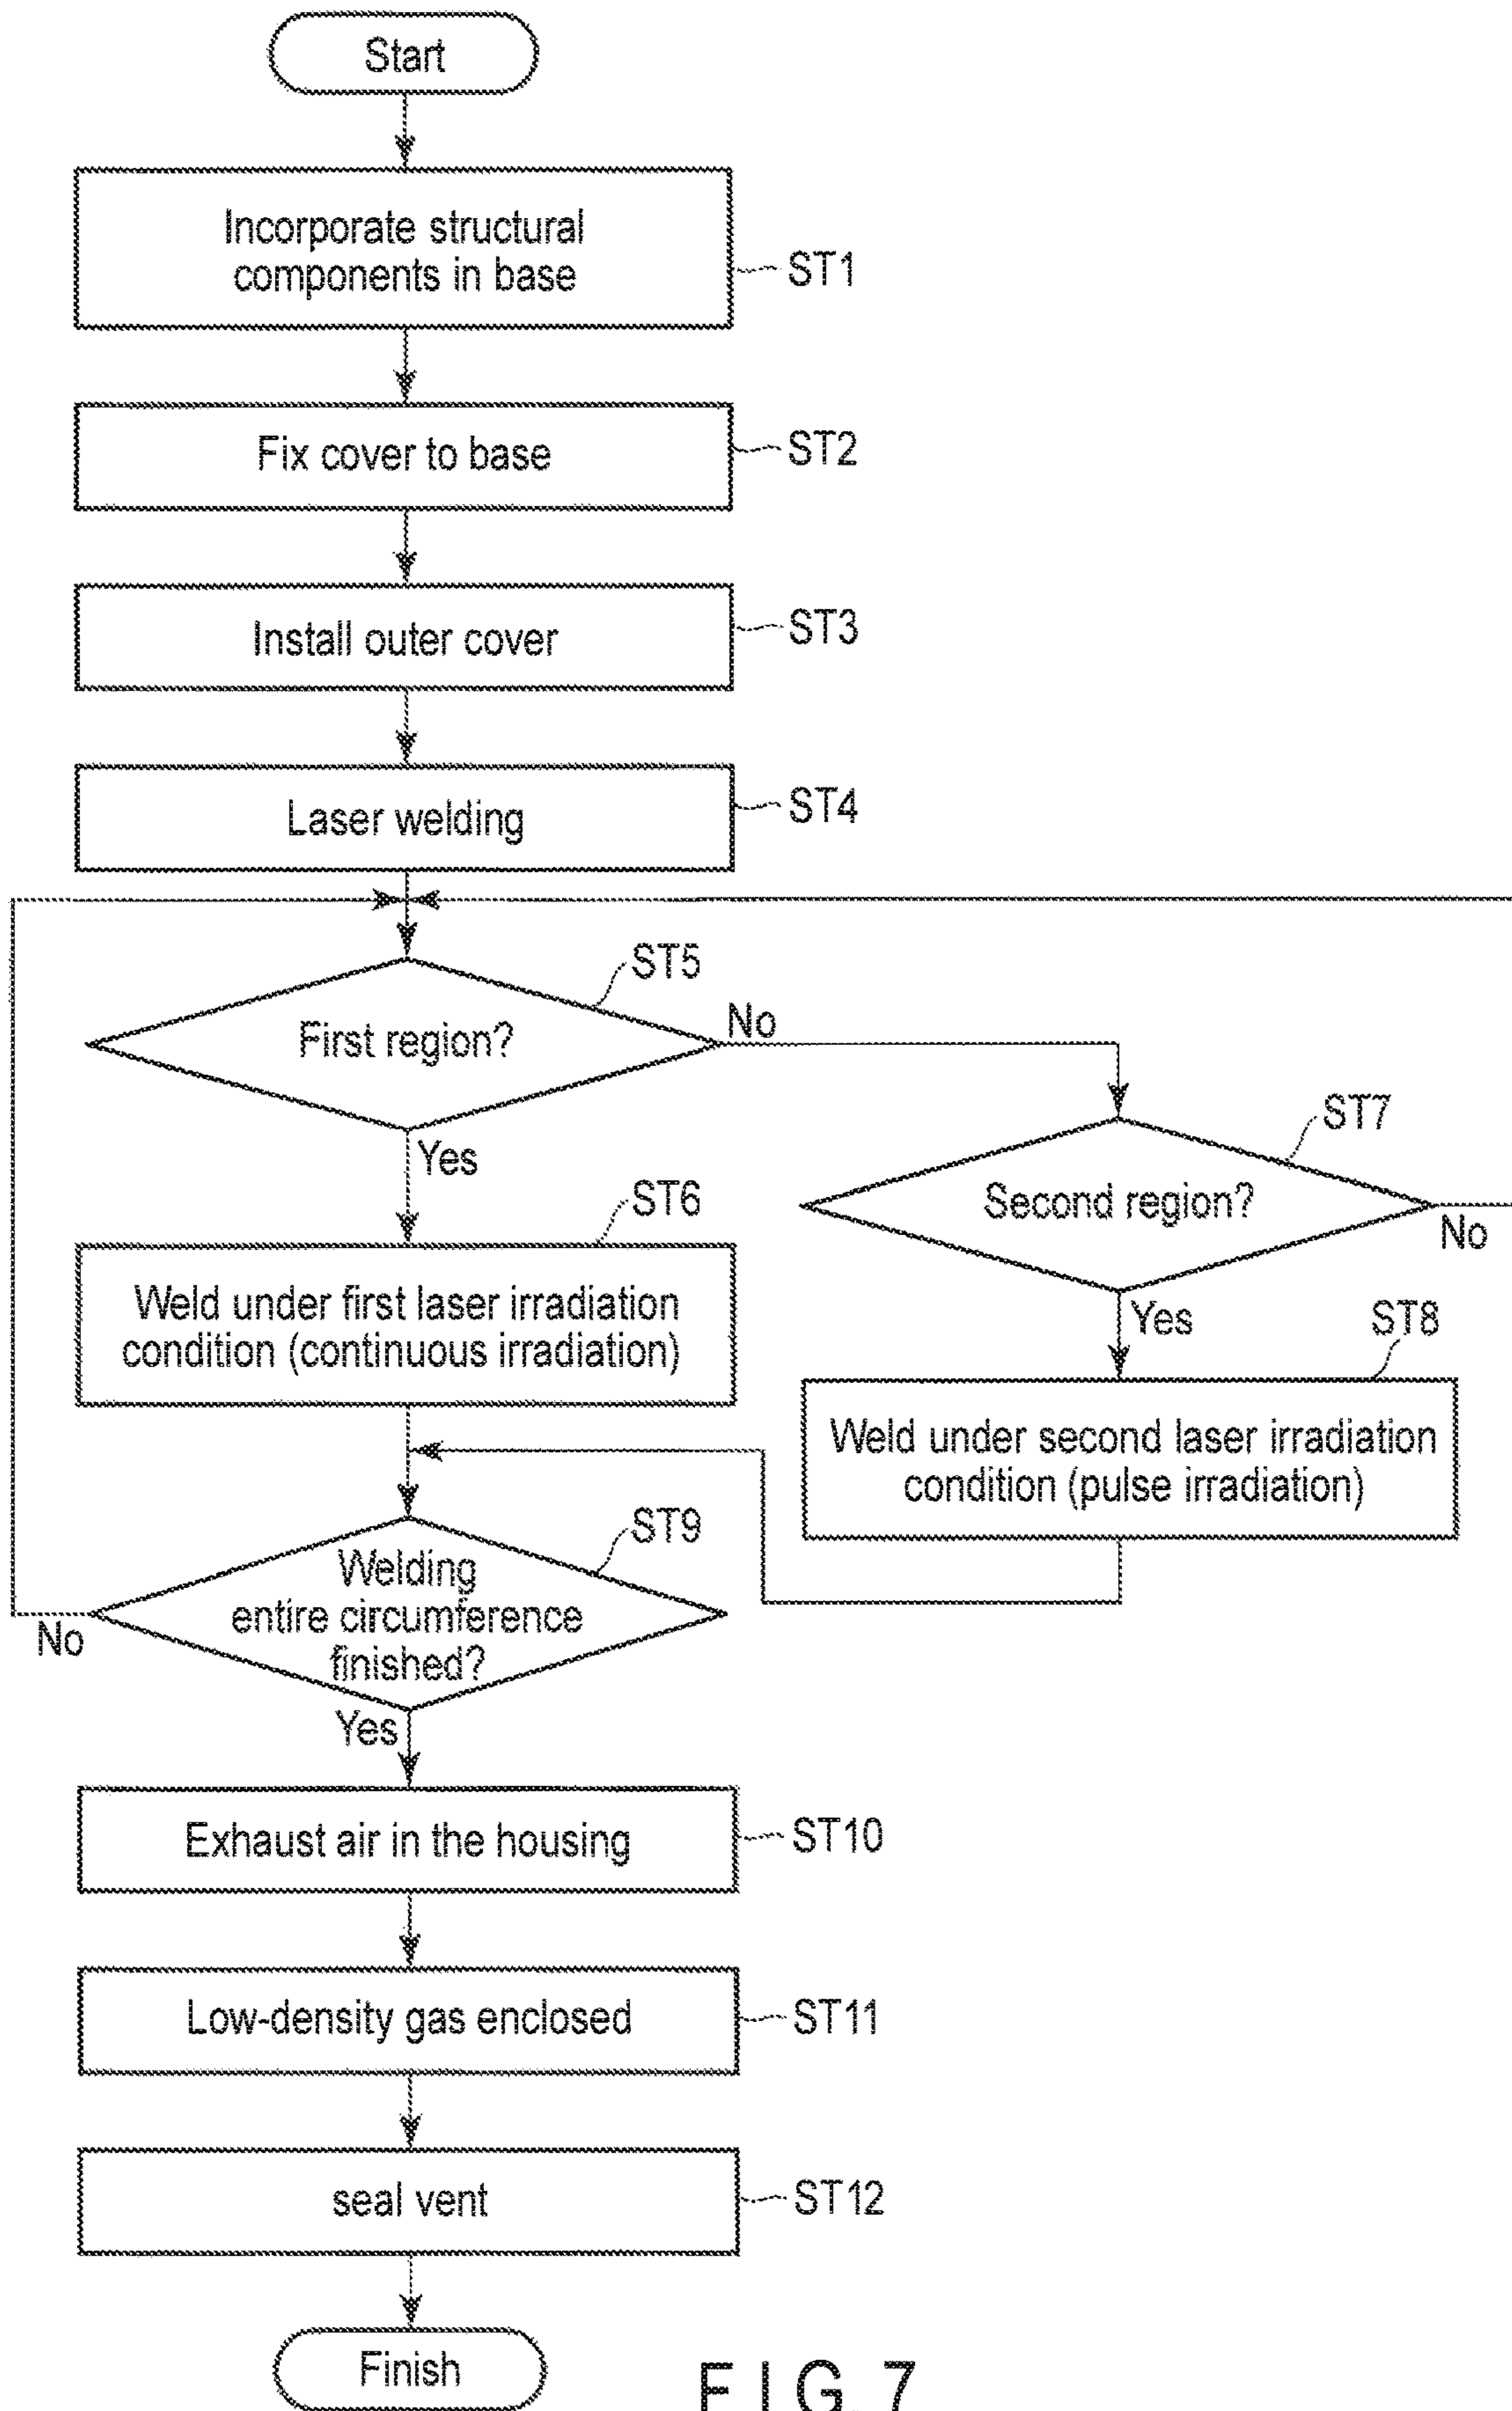 Start
Incorporate structural
components in base
ST1
Fix cover to base
ST2
Install outer cover
ST3
Laser welding
ST4
ST5
First region?
No
Yes
ST7
Second region?
No
Yes
ST6
Weld under first laser irradiation
condition (continuous irradiation)
ST8
Weld under second laser irradiation
condition (pulse irradiation)
ST9
Welding
entire circumference
finished?
No
Yes
Exhaust air in the housing
ST10
Low-density gas enclosed
ST11
seal vent
ST12
Finish
FIG. 7